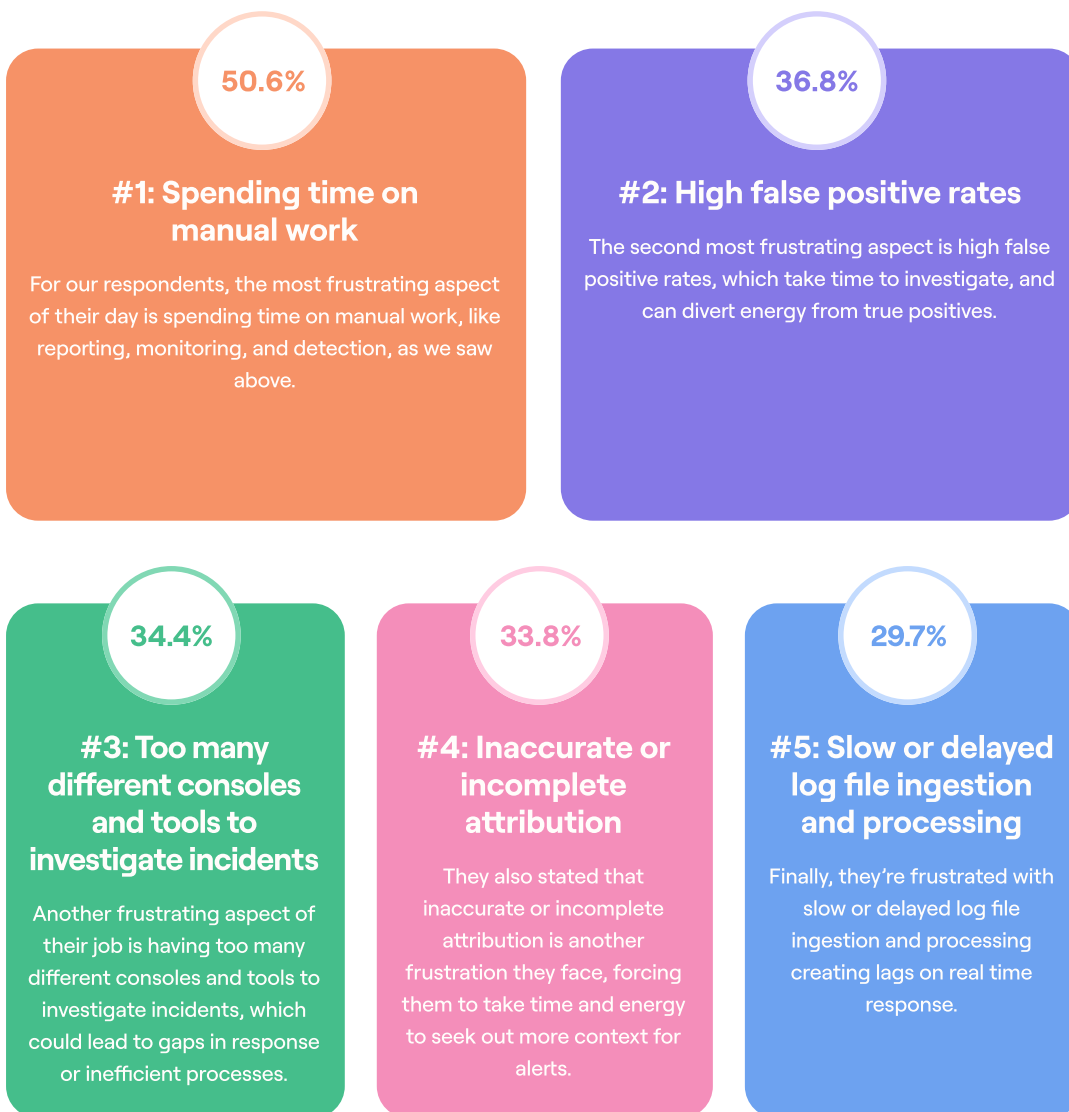 50.6%
#1: Spending time on
manual work
For our respondents, the most frustrating aspect
of their day is spending time on manual work, like
reporting, monitoring, and detection, as we saw
above.
36.8%
#2: High false positive rates
The second most frustrating aspect is high false
positive rates, which take time to investigate, and
can divert energy from true positives.
34.4%
#3: Too many
different consoles
and tools to
investigate incidents
Another frustrating aspect of
their job is having too many
different consoles and tools to
investigate incidents, which
could lead to gaps in response
or inefficient processes.
33.8%
#4: Inaccurate or
incomplete
attribution
They also stated that
inaccurate or incomplete
attribution is another
frustration they face, forcing
them to take time and energy
to seek out more context for
alerts.
29.7%
#5: Slow or delayed
log file ingestion
and processing
Finally, they’re frustrated with
slow or delayed log file
ingestion and processing
creating lags on real time
response.